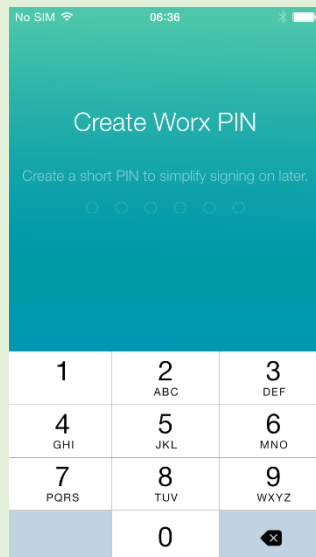 No SIM 06:36
Create Worx PIN
Create a short PIN to simplify signing on later.
1 2 3
ABC DEF
4 5 6
GHI JKL MNO
7 8 9
PQRS TUV WXYZ
0